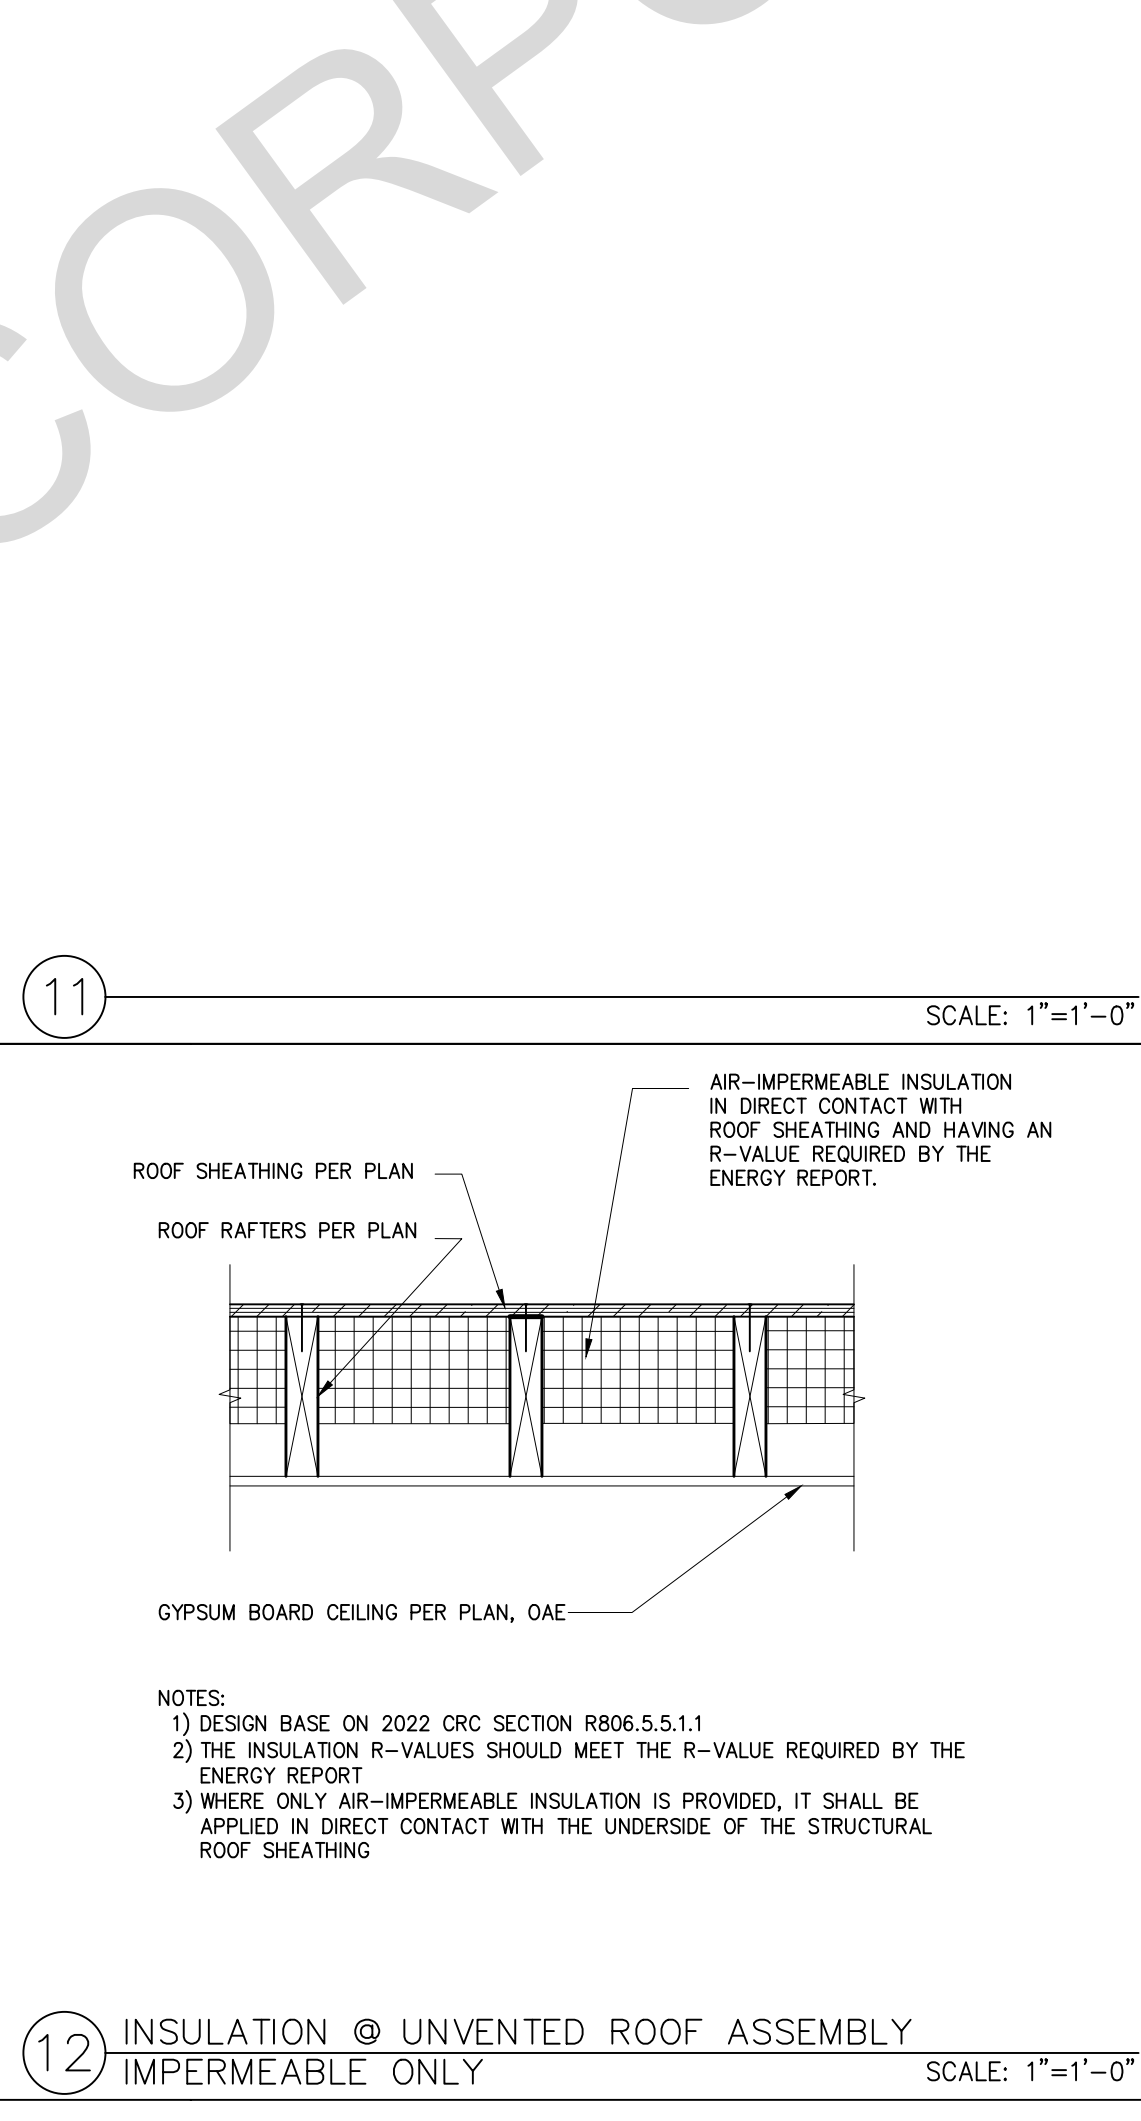 CORP
11
SCALE: 1"=1'-0"
AIR-IMPERMEABLE INSULATION
IN DIRECT CONTACT WITH
ROOF SHEATHING AND HAVING AN
R-VALUE REQUIRED BY THE
ENERGY REPORT.
ROOF SHEATHING PER PLAN
ROOF RAFTERS PER PLAN
GYPSUM BOARD CEILING PER PLAN, OAE
NOTES:
1) DESIGN BASE ON 2022 CRC SECTION R806.5.5.1.1
2) THE INSULATION R-VALUES SHOULD MEET THE R-VALUE REQUIRED BY THE
ENERGY REPORT
3) WHERE ONLY AIR-IMPERMEABLE INSULATION IS PROVIDED, IT SHALL BE
APPLIED IN DIRECT CONTACT WITH THE UNDERSIDE OF THE STRUCTURAL
ROOF SHEATHING
12 INSULATION @ UNVENTED ROOF ASSEMBLY
IMPERMEABLE ONLY SCALE: 1"=1'-0"